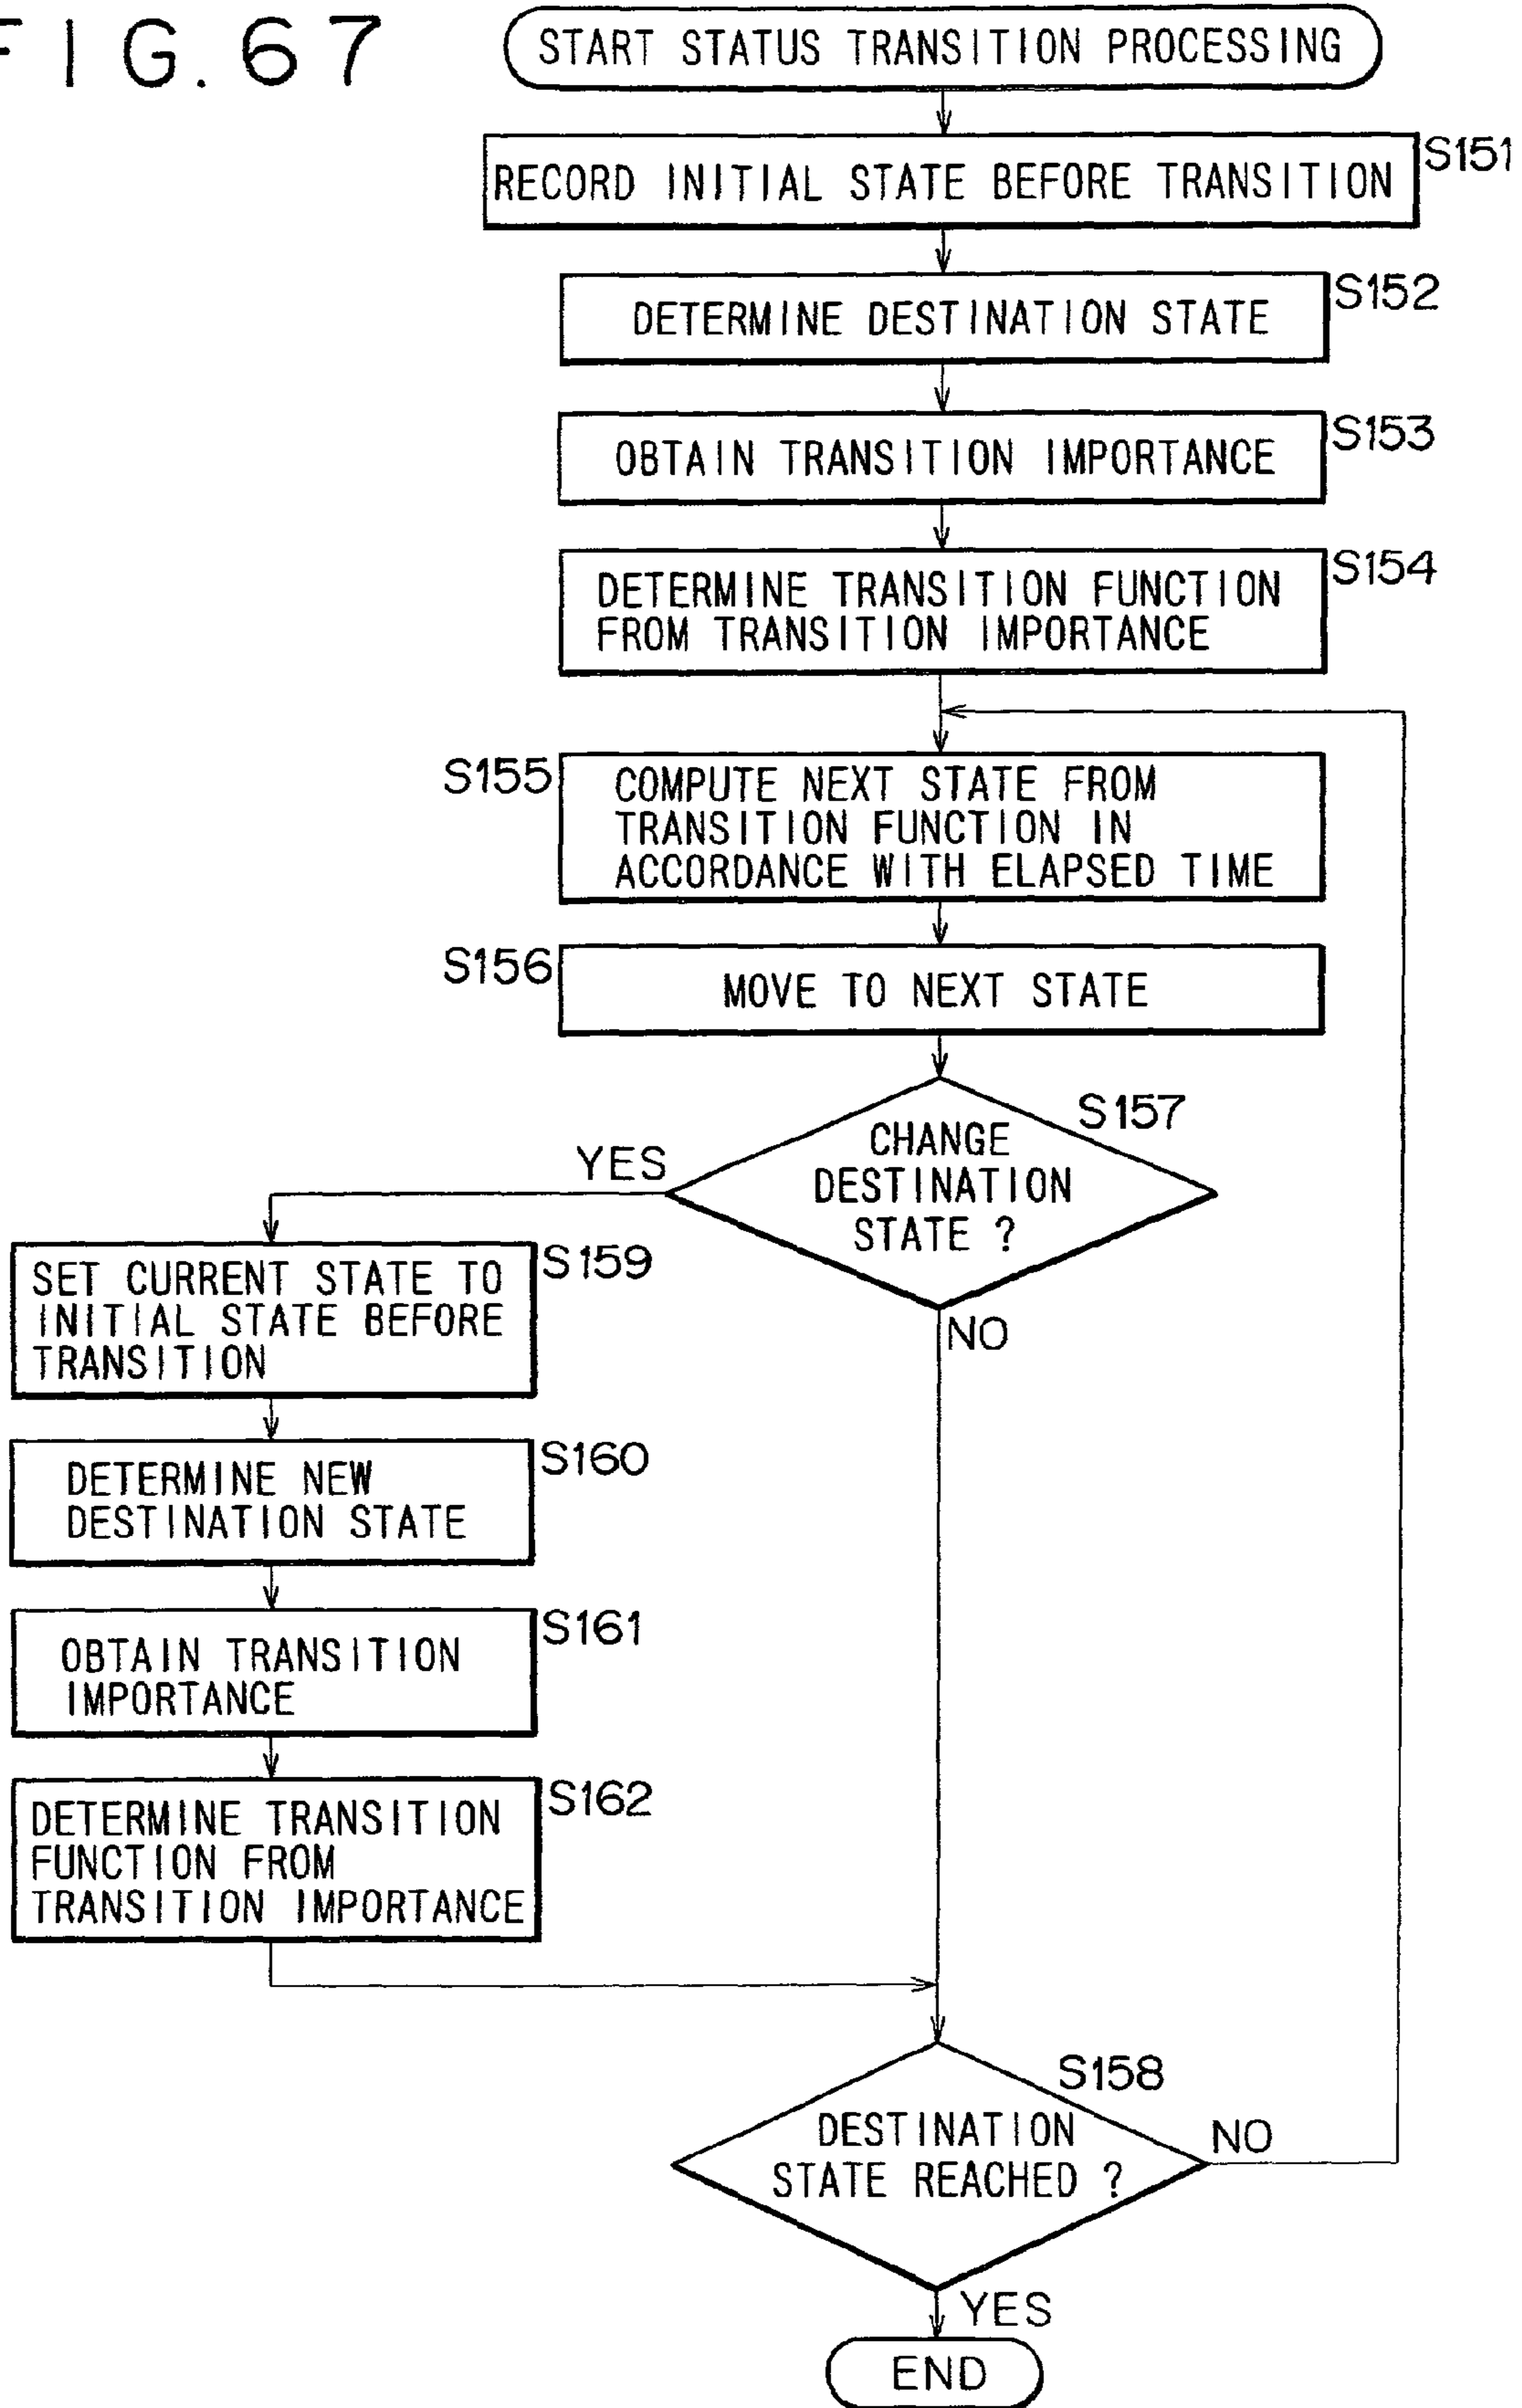 FIG. 67
START STATUS TRANSITION PROCESSING
RECORD INITIAL STATE BEFORE TRANSITION
S151
DETERMINE DESTINATION STATE
S152
OBTAIN TRANSITION IMPORTANCE
S153
DETERMINE TRANSITION FUNCTION
FROM TRANSITION IMPORTANCE
S154
S155
COMPUTE NEXT STATE FROM
TRANSITION FUNCTION IN
ACCORDANCE WITH ELAPSED TIME
S156
MOVE TO NEXT STATE
S157
CHANGE
DESTINATION
STATE ?
YES
NO
SET CURRENT STATE TO
INITIAL STATE BEFORE
TRANSITION
S159
DETERMINE NEW
DESTINATION STATE
S160
OBTAIN TRANSITION
IMPORTANCE
S161
DETERMINE TRANSITION
FUNCTION FROM
TRANSITION IMPORTANCE
S162
S158
DESTINATION
STATE REACHED ?
NO
YES
END